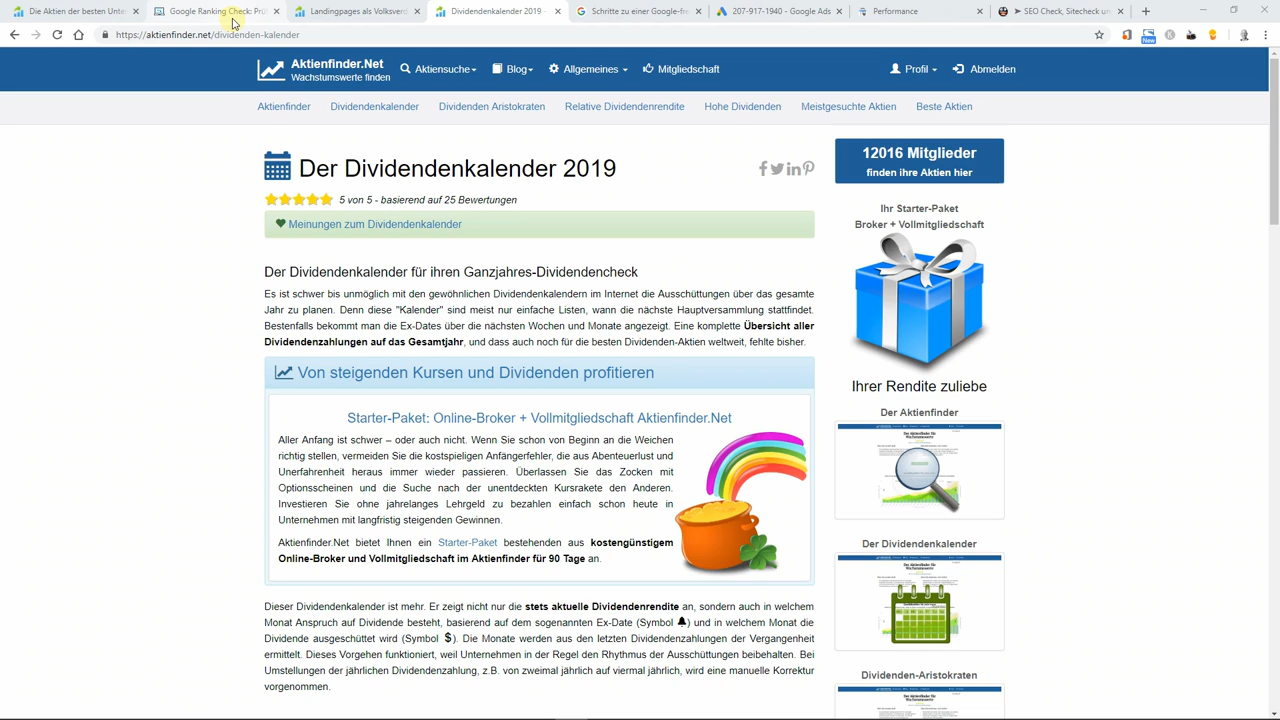 Die Aktien der besten Unte
Google Ranking Check: Prü
Landingpages als Volksverd
Dividendenkalender 2019 -
Schritte zu einer Google-fre
207-917-1940 - Google Ads
Performance
► SEO Check, Sitecheck un
https://aktienfinder.net/dividenden-kalender
New
Aktienfinder.Net
Wachstumswerte finden
Aktiensuche
Blog
Allgemeines
Mitgliedschaft
Profil
Abmelden
Aktienfinder
Dividendenkalender
Dividenden Aristokraten
Relative Dividendenrendite
Hohe Dividenden
Meistgesuchte Aktien
Beste Aktien
Der Dividendenkalender 2019
5 von 5 - basierend auf 25 Bewertungen
Meinungen zum Dividendenkalender
Der Dividendenkalender für ihren Ganzjahres-Dividendencheck
Es ist schwer bis unmöglich mit den gewöhnlichen Dividendenkalendern im Internet die Ausschüttungen über das gesamte
Jahr zu planen. Denn diese "Kalender" sind meist nur einfache Listen, wann die nächste Hauptversammlung stattfindet.
Bestenfalls bekommt man die Ex-Dates über die nächsten Wochen und Monate angezeigt. Eine komplette Übersicht aller
Dividendenzahlungen auf das Gesamtjahr, und dass auch noch für die besten Dividenden-Aktien weltweit, fehlte bisher.
Von steigenden Kursen und Dividenden profitieren
Starter-Paket: Online-Broker + Vollmitgliedschaft Aktienfinder.Net
Aller Anfang ist schwer oder auch nicht. Wenn Sie schon von Beginn an die Weichen
richtig stellen, vermeiden Sie die kostspieligen Anfängerfehler, die aus Abenteuerlust und
Unerfahrenheit heraus immer wieder passieren. Überlassen Sie das Zocken mit
Optionsscheinen und die Suche nach der unentdeckten Kursrakete den Anderen.
Investieren Sie ohne jahrelanges Lehrgeld zu bezahlen einfach schon heute in
Unternehmen mit langfristig steigenden Gewinnen.
Aktienfinder.Net bietet Ihnen ein Starter-Paket bestehenden aus kostengünstigem
Online-Broker und Vollmitgliedschaft im Aktienfinder für 90 Tage an.
Dieser Dividendenkalender ist mehr. Er zeigt nicht nur die stets aktuelle Dividendenrendite an, sondern auch in welchem
Monat anspruch auf Dividende besteht, basierend auf den sogenannten Ex-Date (Symbol ) und in welchem Monat die
Dividende ausgeschüttet wird (Symbol $). Die Monate werden aus den letzten Dividendenzahlungen der Vergangenheit
ermittelt. Dieses Vorgehen funktioniert, weil Unternehmen in der Regel den Rhythmus der Ausschüttungen beibehalten. Bei
Umstellungen der jährlichen Dividendenzahlung, z.B. von zweimal jährlich auf viermal jährlich, wird eine manuelle Korrektur
vorgenommen.
12016 Mitglieder
finden ihre Aktien hier
Ihr Starter-Paket
Broker + Vollmitgliedschaft
Ihrer Rendite zuliebe
Der Aktienfinder
Der Dividendenkalender
Dividenden-Aristokraten